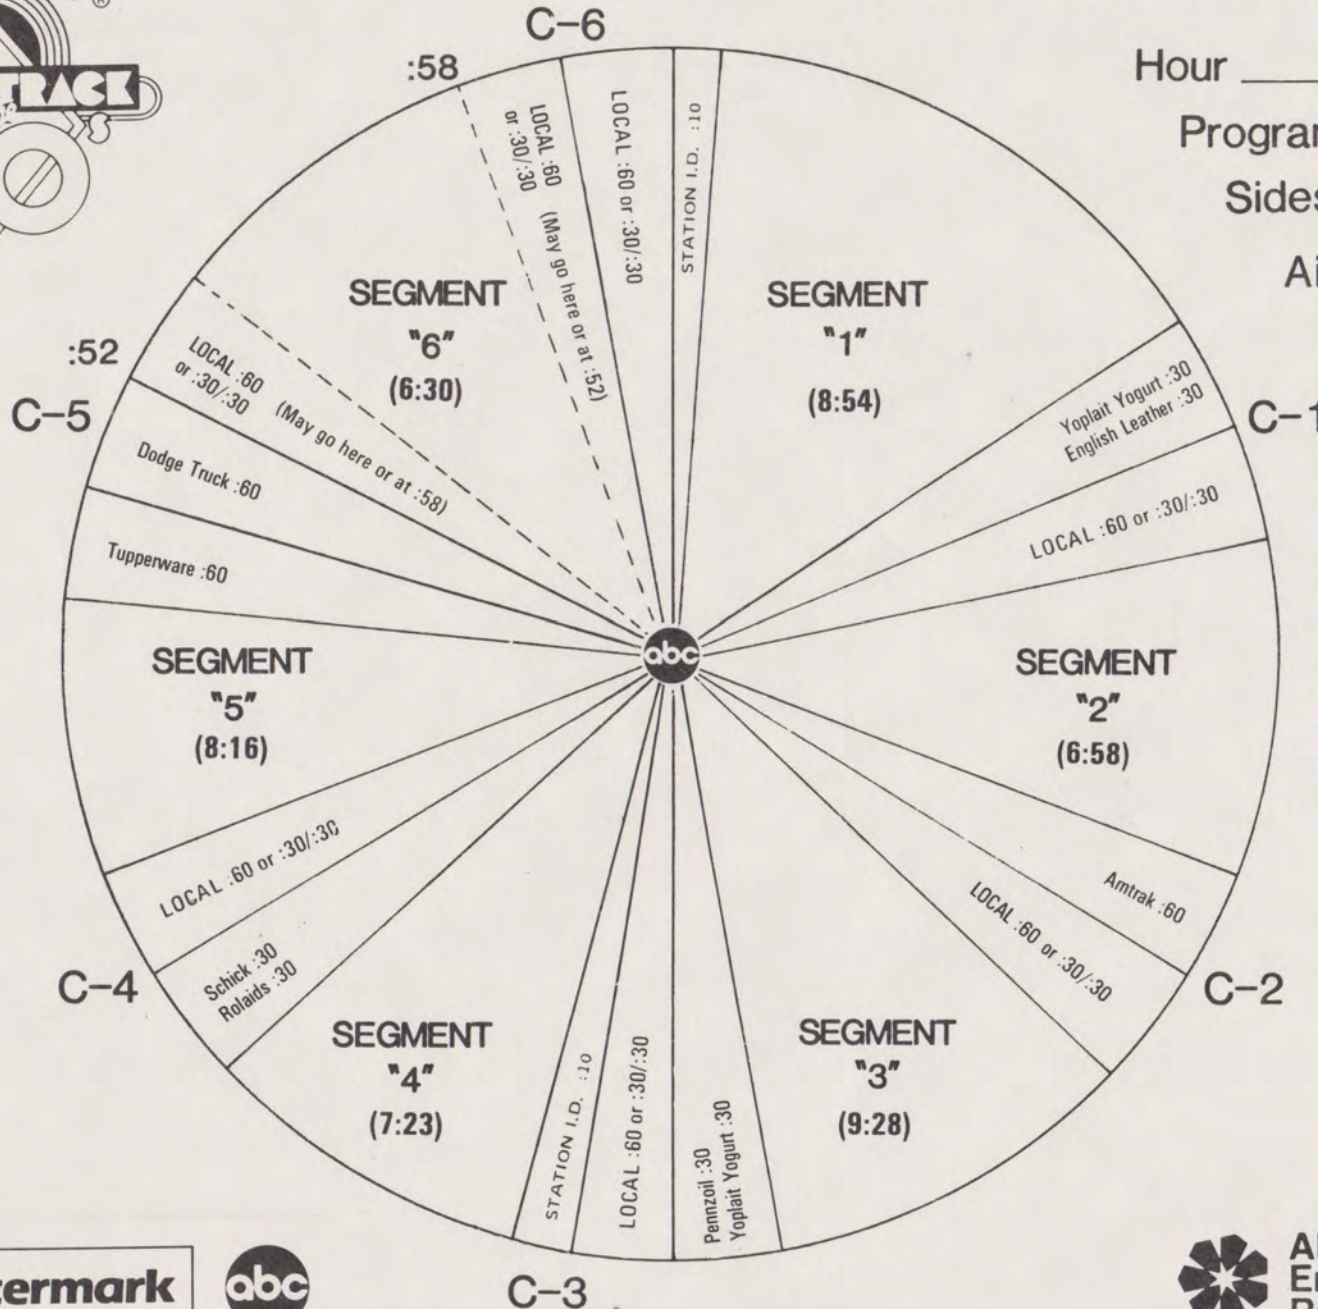 TRACK
C-6
:58
Hour
STATION I.D. :10
SEGMENT
"1"
(8:54)
Yoplait Yogurt :30
English Leather :30
C-1
LOCAL :60 or :30/:30
SEGMENT
"2"
(6:58)
Amtrak :60
C-2
LOCAL :60 or :30/:30
SEGMENT
"3"
(9:28)
Pennzoil :30
Yoplait Yogurt :30
C-3
LOCAL :60 or :30/:30
STATION I.D. :10
SEGMENT
"4"
(7:23)
Schick :30
Rolaids :30
C-4
LOCAL :60 or :30/:30
SEGMENT
"5"
(8:16)
Tupperware :60
Dodge Truck :60
C-5
:52
LOCAL :60
or :30/:30
(May go here or at :58)
SEGMENT
"6"
(6:30)
LOCAL :60
or :30/:30
(May go here or at :52)
LOCAL :60 or :30/:30
abc
abc